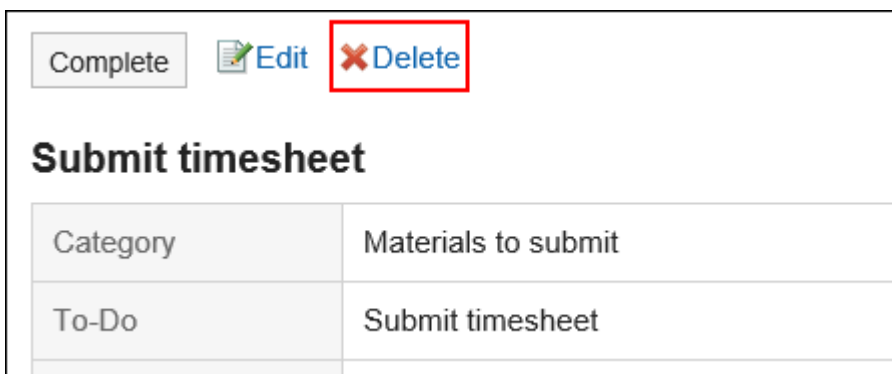 Complete Edit Delete
Submit timesheet
Category Materials to submit
To-Do Submit timesheet